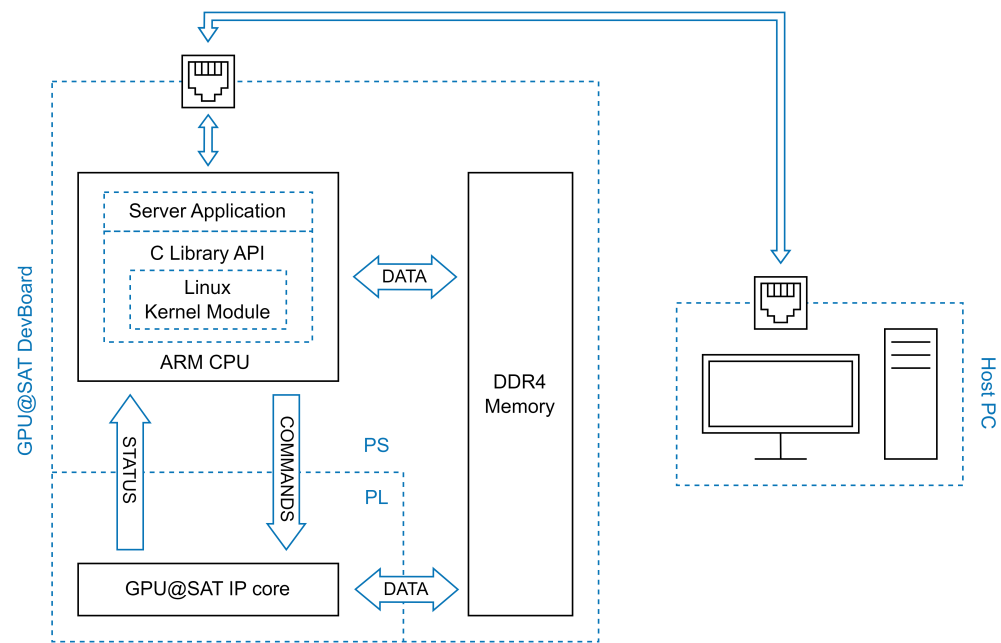 Server Application
C Library API
Linux
Kernel Module
ARM CPU
DATA
DDR4
Memory
GPU@SAT DevBoard
Host PC
STATUS
COMMANDS
PS
PL
GPU@SAT IP core
DATA